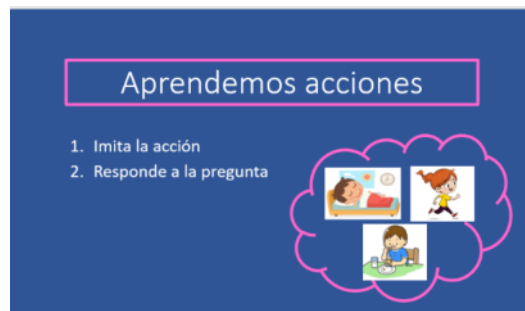 Aprendemos acciones
1. Imita la acción
2. Responde a la pregunta